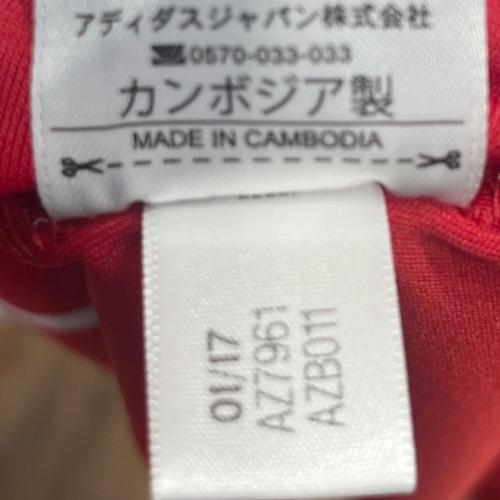 アディダスジャパン株式会社
0570-033-033
カンボジア製
MADE IN CAMBODIA
01/17
AZ7961
AZB011